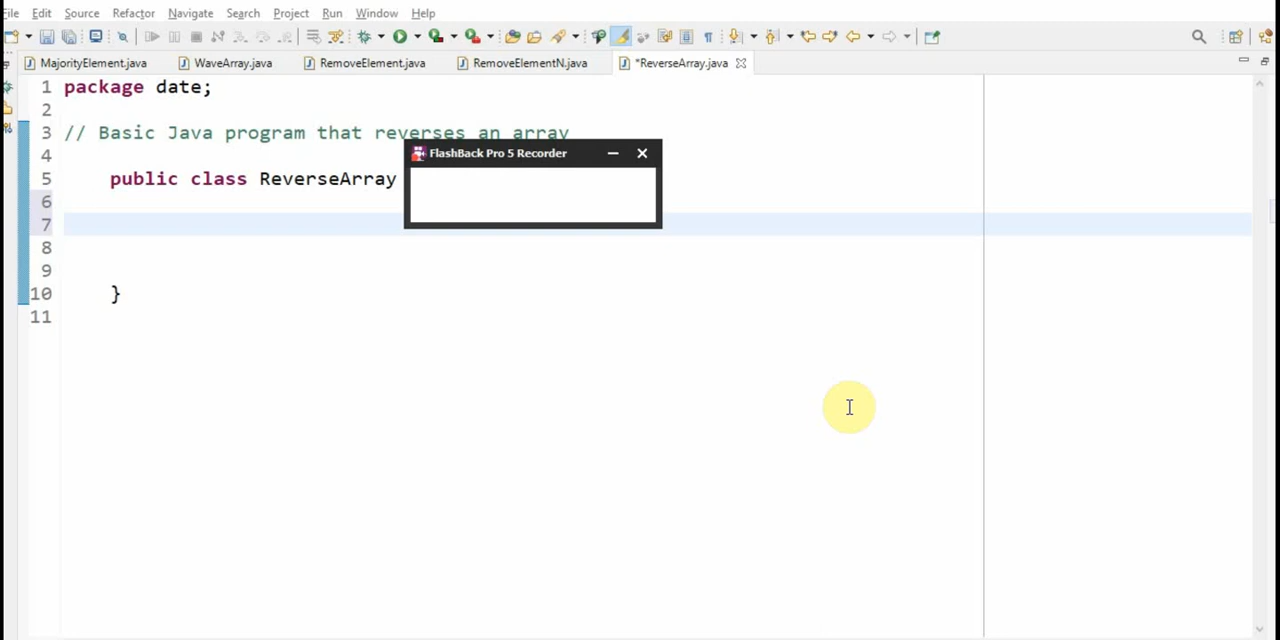 File Edit Source Refactor Navigate Search Project Run Window Help
MajorityElement.java WaveArray.java RemoveElement.java RemoveElementN.java *ReverseArray.java
1 package date;
2
3 // Basic Java program that reverses an array
4
FlashBack Pro 5 Recorder
5 public class ReverseArray
6
7
8
9
10 }
11